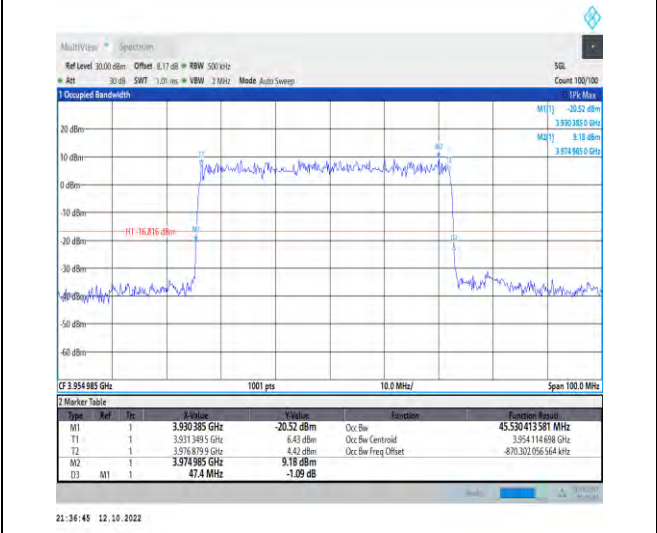 MultiView Spectrum
Ref Level 30.00 dBm Offset 8.17 dB RBW 500 kHz SGL
Att 30 dB SWT 1.01 ms VBW 2 MHz Mode Auto Sweep Count 100/100
1 Occupied Bandwidth 1Pk Max
M1[1] -20.52 dBm
3.930 385 0 GHz
M2[1] 9.18 dBm
3.974 985 0 GHz
20 dBm
10 dBm
0 dBm
-10 dBm
H1 -16.816 dBm
-20 dBm
-30 dBm
-40 dBm
-50 dBm
-60 dBm
M1
T1
M2
T2
D3
CF 3.954 985 GHz 1001 pts 10.0 MHz/ Span 100.0 MHz
2 Marker Table
Type Ref Trc X-Value Y-Value Function Function Result
M1 1 3.930 385 GHz -20.52 dBm Occ Bw 45.530 413 581 MHz
T1 1 3.931 349 5 GHz 6.43 dBm Occ Bw Centroid 3.954 114 698 GHz
T2 1 3.976 879 9 GHz 4.42 dBm Occ Bw Freq Offset -870.302 056 564 kHz
M2 1 3.974 985 GHz 9.18 dBm
D3 M1 1 47.4 MHz -1.09 dB
21:36:45 12.10.2022